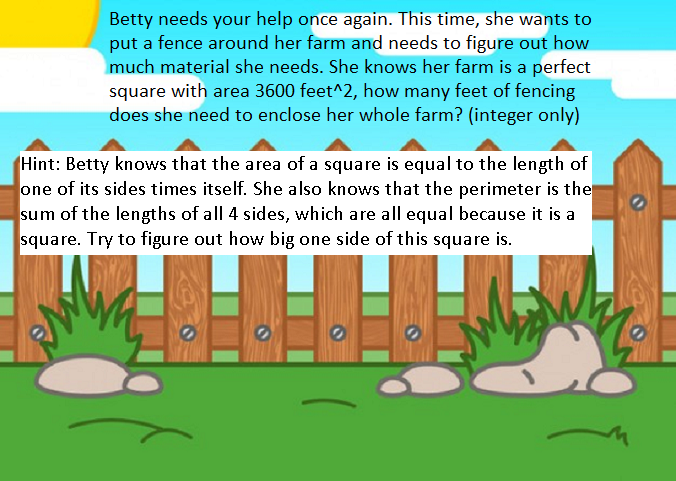 Betty needs your help once again. This time, she wants to
put a fence around her farm and needs to figure out how
much material she needs. She knows her farm is a perfect
square with area 3600 feet^2, how many feet of fencing
does she need to enclose her whole farm? (integer only)
Hint: Betty knows that the area of a square is equal to the length of
one of its sides times itself. She also knows that the perimeter is the
sum of the lengths of all 4 sides, which are all equal because it is a
square. Try to figure out how big one side of this square is.